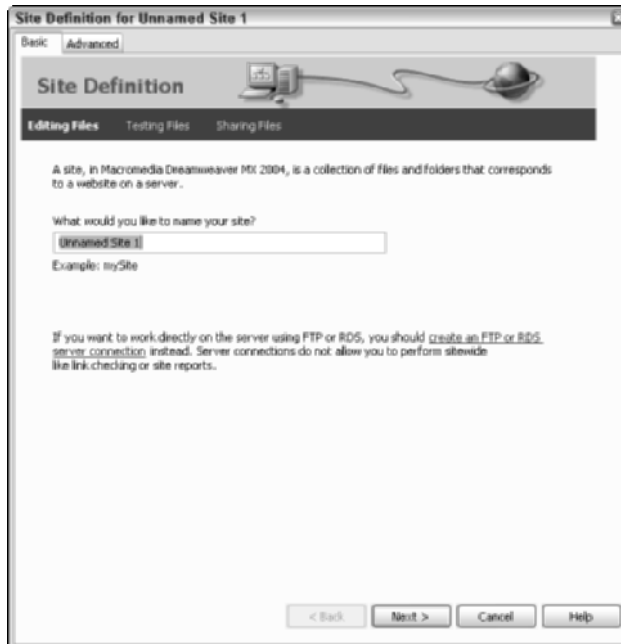 Site Definition for Unnamed Site 1
Basic Advanced
Site Definition
Editing Files Testing Files Sharing Files
A site, in Macromedia Dreamweaver MX 2004, is a collection of files and folders that corresponds
to a website on a server.
What would you like to name your site?
Unnamed Site 1
Example: mySite
If you want to work directly on the server using FTP or RDS, you should create an FTP or RDS
server connection instead. Server connections do not allow you to perform sitewide
like link checking or site reports.
< Back Next > Cancel Help